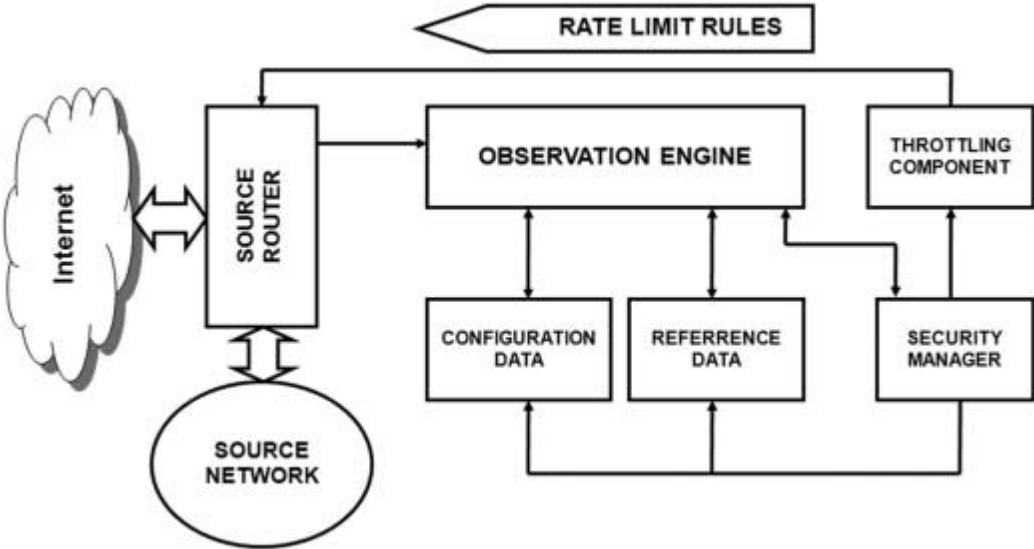 RATE LIMIT RULES
Internet
SOURCE
ROUTER
OBSERVATION ENGINE
THROTTLING
COMPONENT
CONFIGURATION
DATA
REFERRENCE
DATA
SECURITY
MANAGER
SOURCE
NETWORK